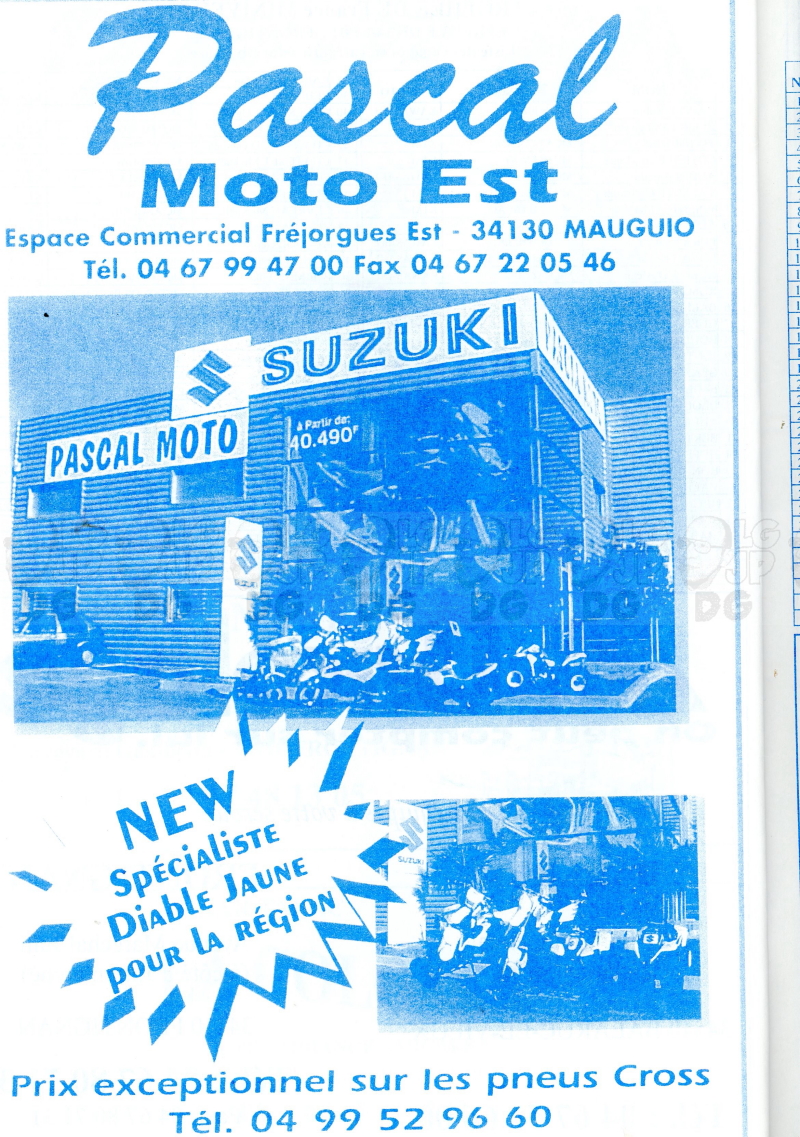 Pascal
Moto Est
Espace Commercial Fréjorgues Est - 34130 MAUGUIO
Tél. 04 67 99 47 00 Fax 04 67 22 05 46
SUZUKI
PASCAL MOTO
à Partir de:
40.490F
SUZUKI
NEW
Spécialiste
Diable Jaune
pour la région
SUZUKI
Prix exceptionnel sur les pneus Cross
Tél. 04 99 52 96 60